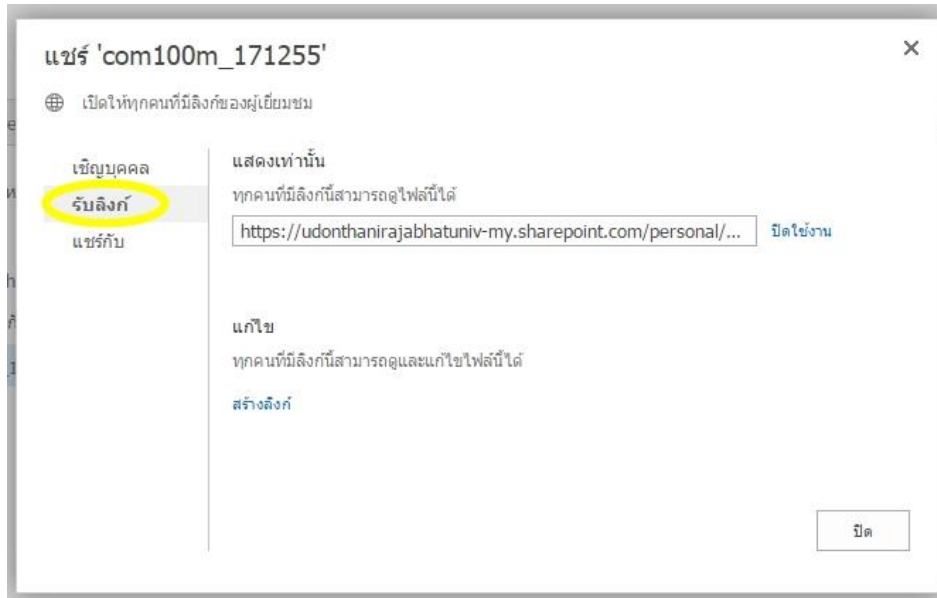 แชร์ 'com100m_171255'
เปิดให้ทุกคนที่มีลิงก์ของผู้เยี่ยมชม
เชิญบุคคล
รับลิงก์
แชร์กับ
แสดงเท่านั้น
ทุกคนที่มีลิงก์นี้สามารถดูไฟล์นี้ได้
https://udonthanirajabhatuniv-my.sharepoint.com/personal/...
ปิดใช้งาน
แก้ไข
ทุกคนที่มีลิงก์นี้สามารถดูและแก้ไขไฟล์นี้ได้
สร้างลิงก์
ปิด